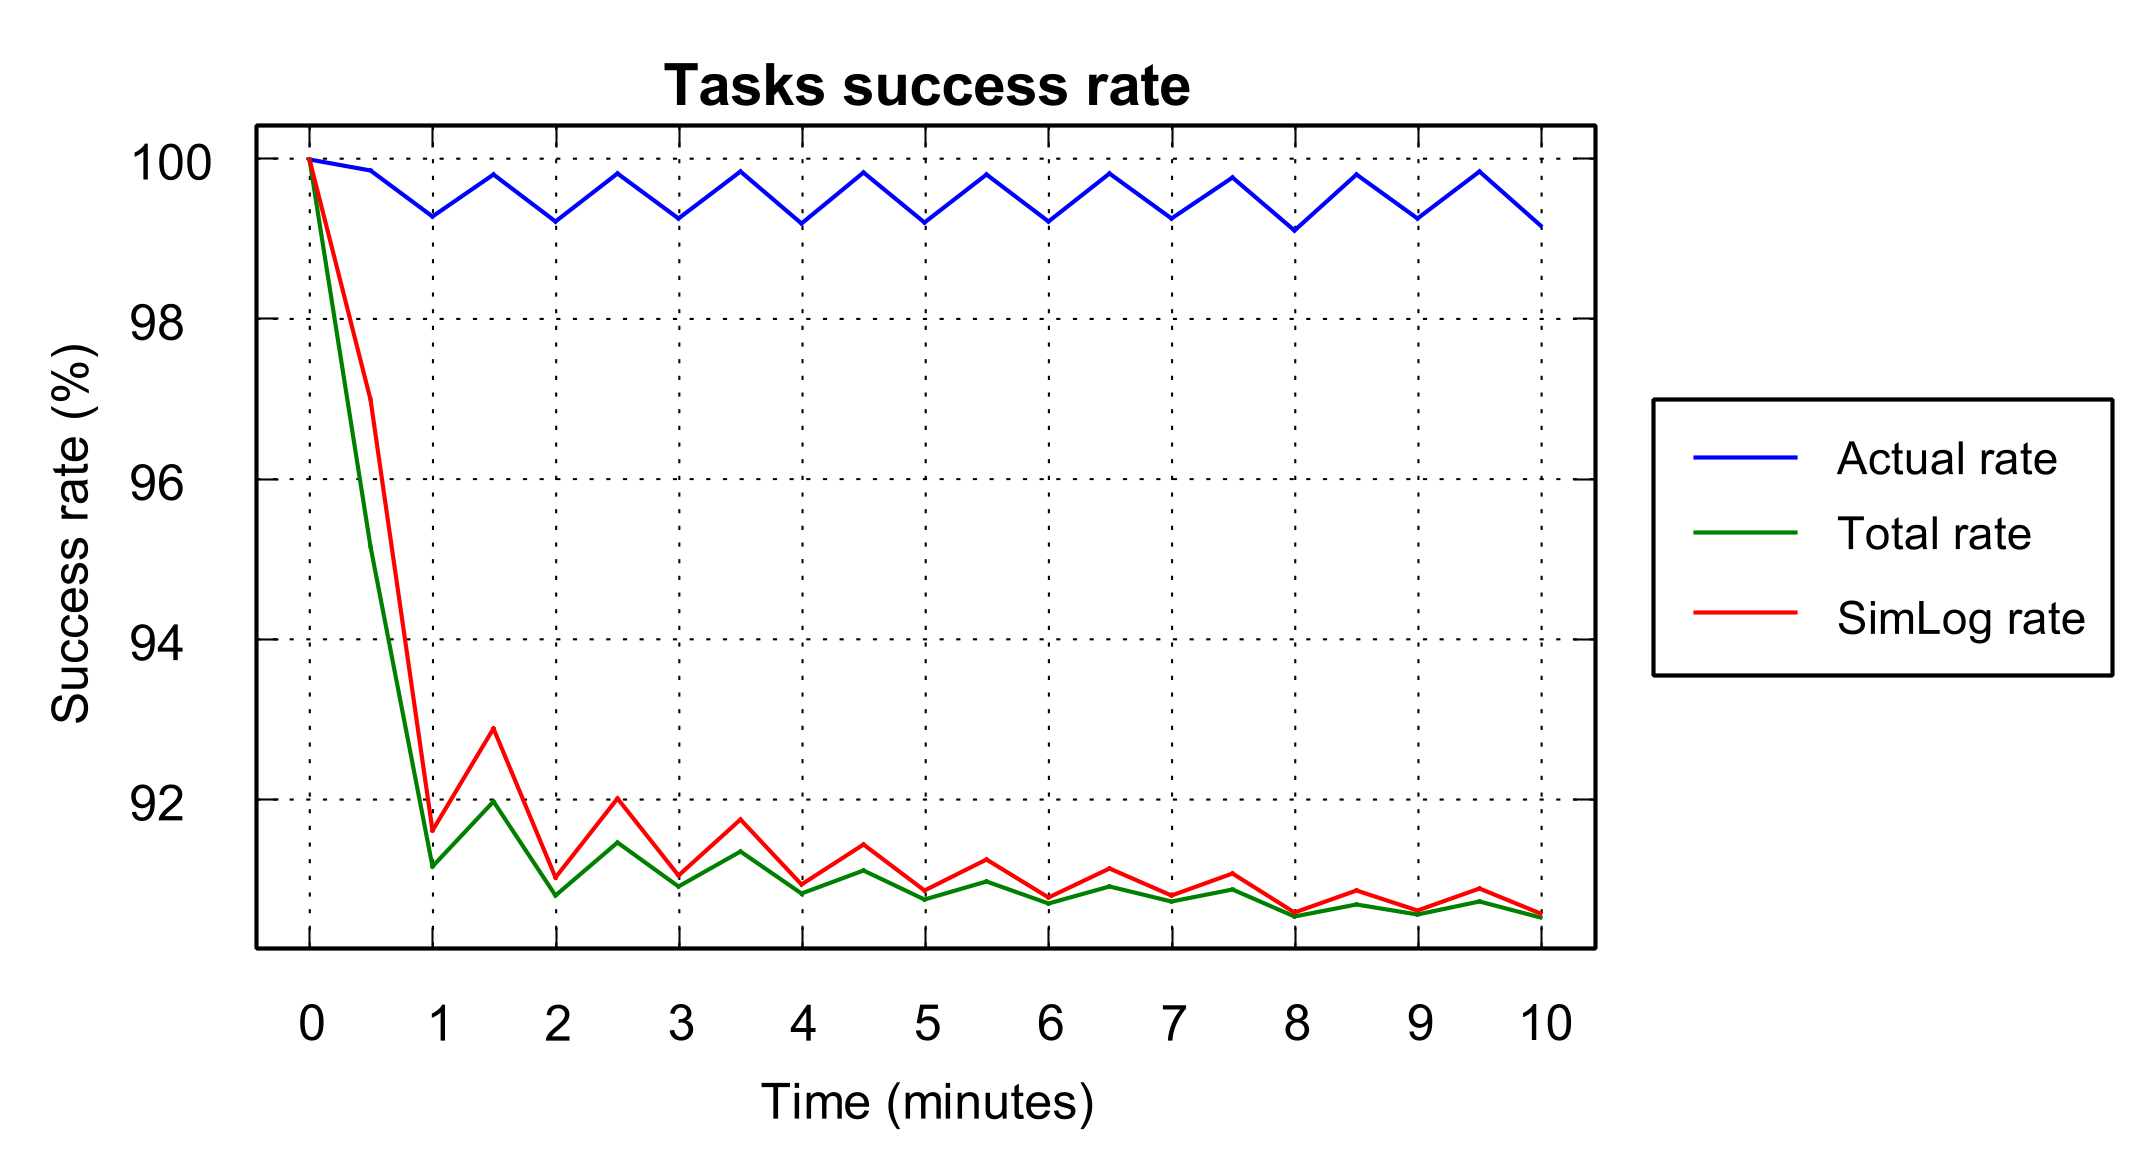 Tasks success rate
100
98
96
94
92
Success rate (%)
0 1 2 3 4 5 6 7 8 9 10
Time (minutes)
Actual rate
Total rate
SimLog rate